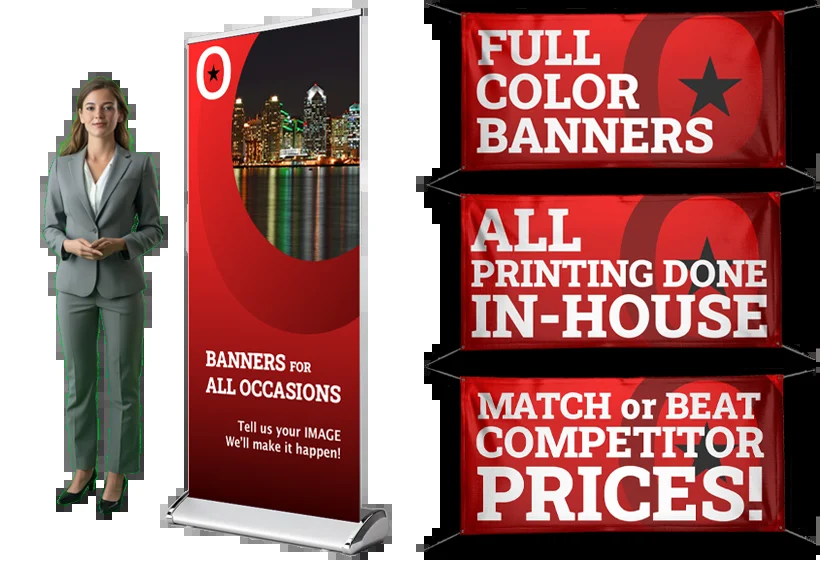 BANNERS FOR
ALL OCCASIONS
Tell us your IMAGE
We'll make it happen!
FULL
COLOR
BANNERS
ALL
PRINTING DONE
IN-HOUSE
MATCH or BEAT
COMPETITOR
PRICES!